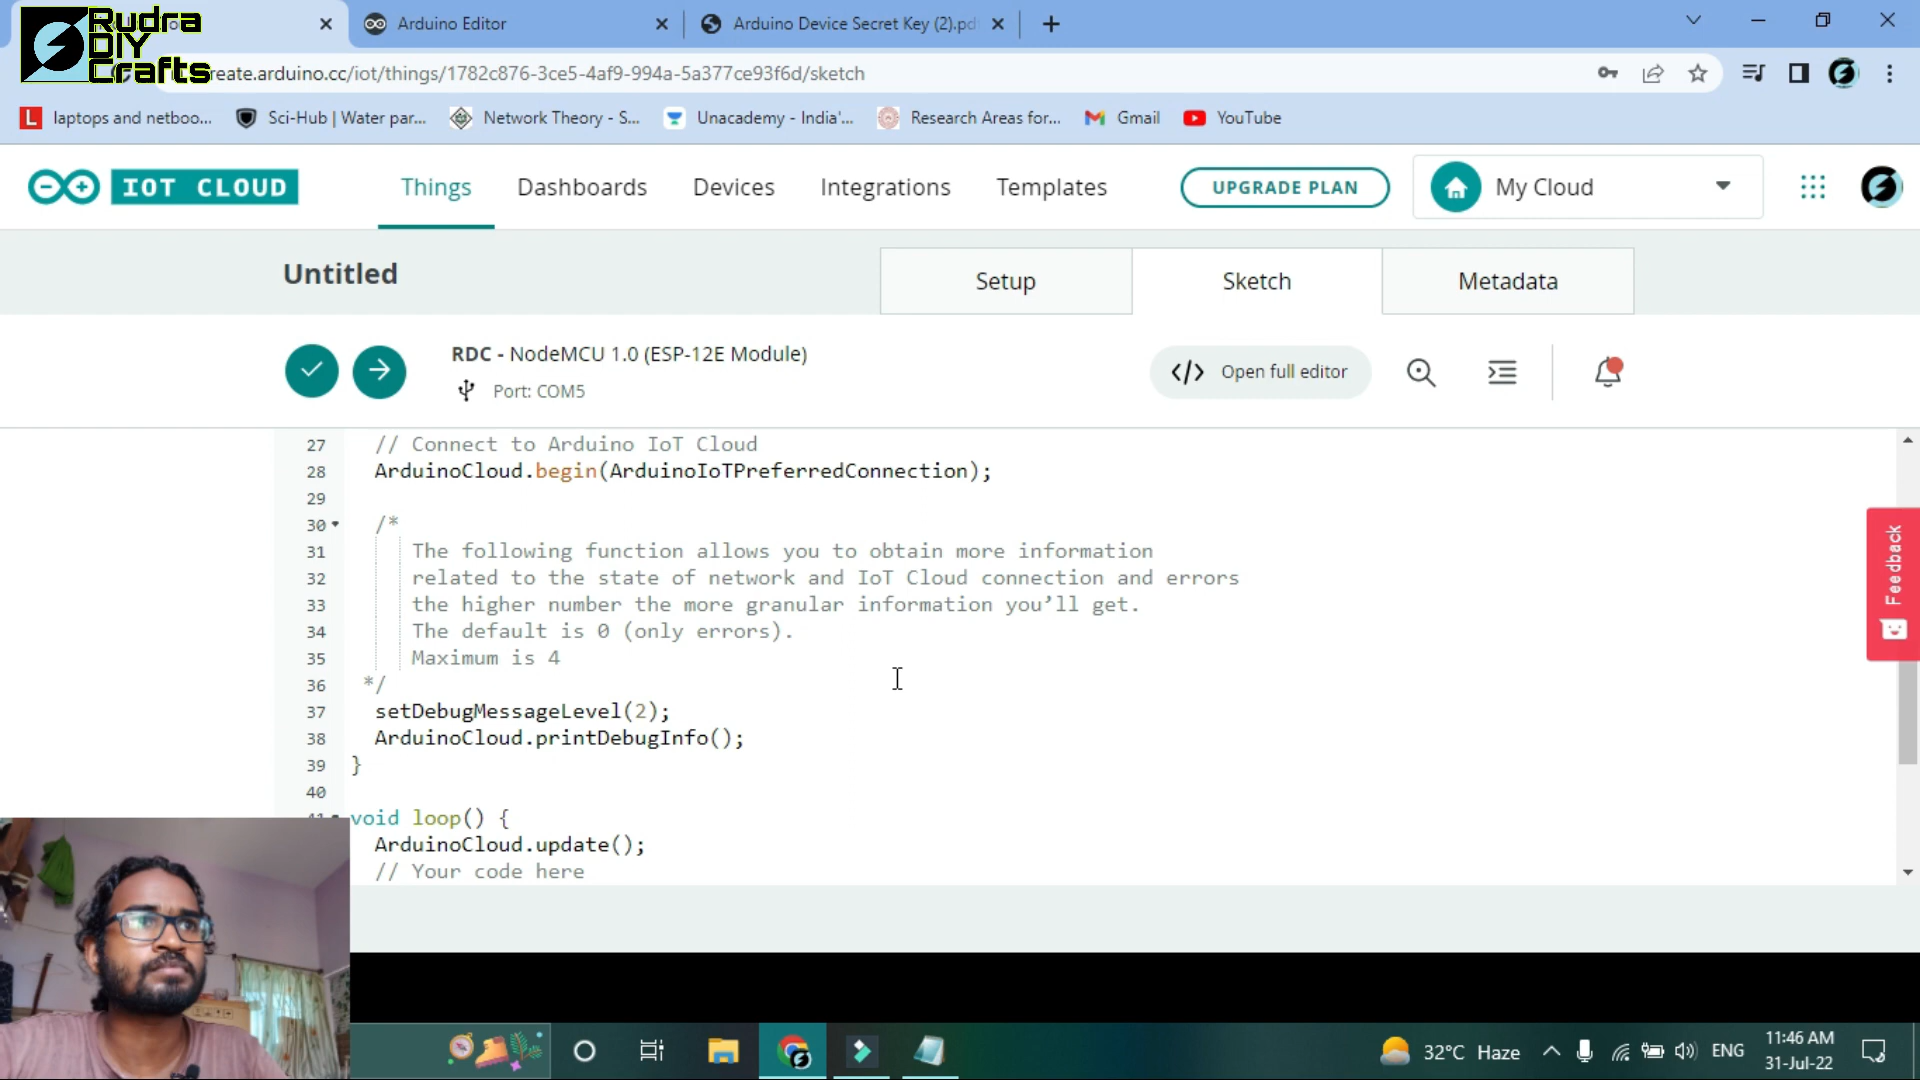 Rudra
DIY
Crafts
Arduino Editor
Arduino Device Secret Key (2).pd
reate.arduino.cc/iot/things/1782c876-3ce5-4af9-994a-5a377ce93f6d/sketch
L laptops and netboo...
Sci-Hub | Water par...
Network Theory - S...
Unacademy - India'...
Research Areas for...
Gmail
YouTube
IOT CLOUD
Things
Dashboards
Devices
Integrations
Templates
UPGRADE PLAN
My Cloud
Untitled
Setup
Sketch
Metadata
RDC - NodeMCU 1.0 (ESP-12E Module)
Port: COM5
</> Open full editor
27 // Connect to Arduino IoT Cloud
28 ArduinoCloud.begin(ArduinoIoTPreferredConnection);
29
30 /*
31 The following function allows you to obtain more information
32 related to the state of network and IoT Cloud connection and errors
33 the higher number the more granular information you’ll get.
34 The default is 0 (only errors).
35 Maximum is 4
36 */
37 setDebugMessageLevel(2);
38 ArduinoCloud.printDebugInfo();
39 }
40
void loop() {
ArduinoCloud.update();
// Your code here
Feedback
32°C Haze
ENG
11:46 AM
31-Jul-22